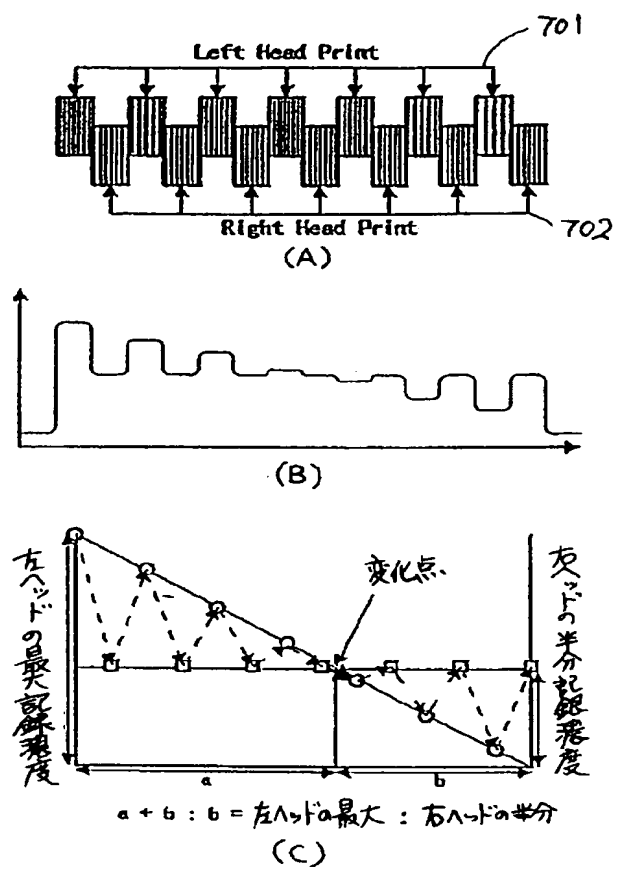 Left Head Print
701
Right Head Print
702
(A)
(B)
左ヘッドの最大記録濃度
変化点
右ヘッドの半分記録濃度
a
b
a + b : b = 左ヘッドの最大 : 右ヘッドの半分
(C)